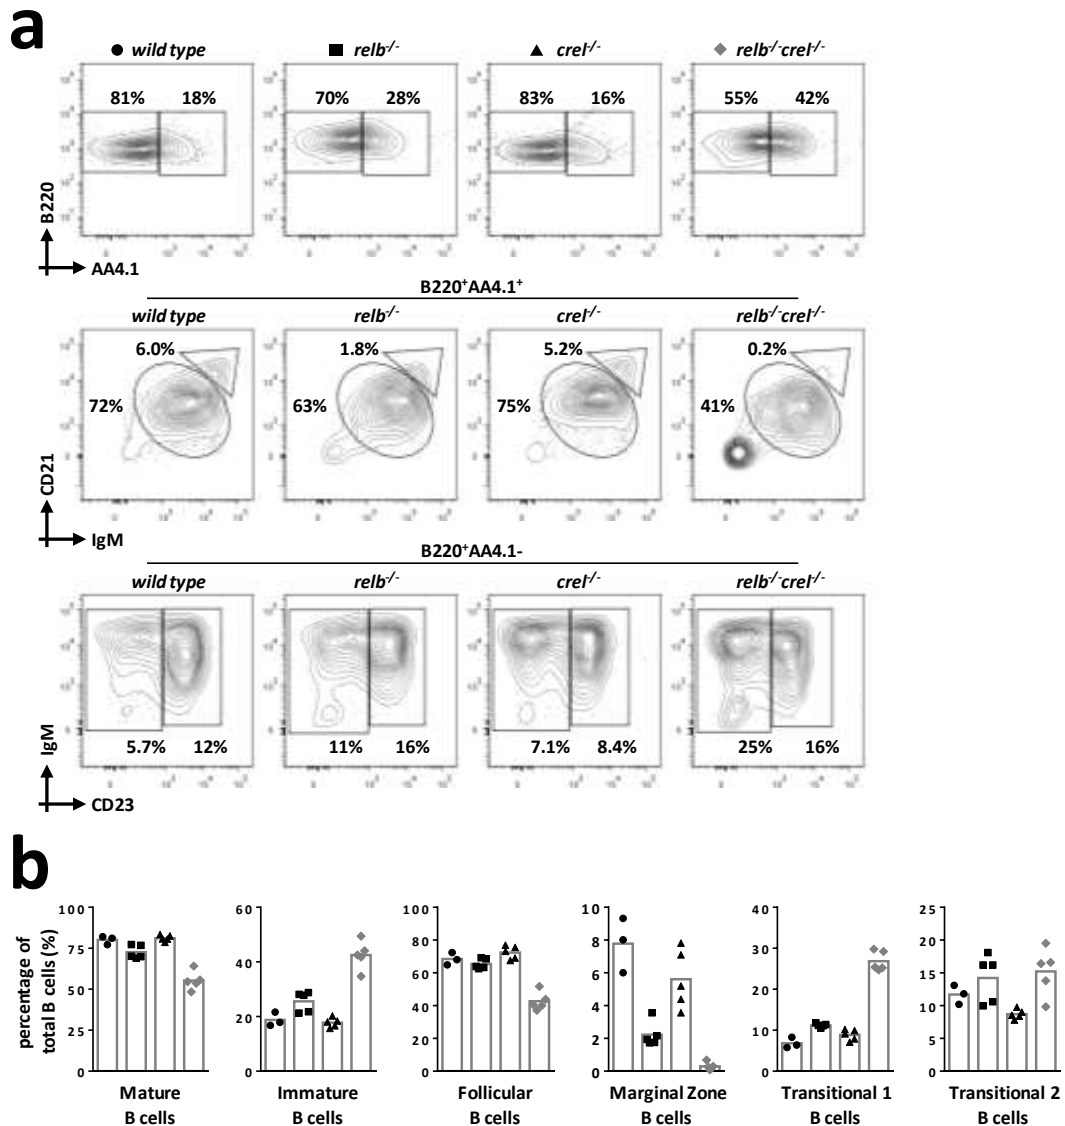 a
wild type relb-/- crel-/- relb-/-crel-/-
81% 18% 70% 28% 83% 16% 55% 42%
B220
AA4.1
B220+AA4.1+
wild type relb-/- crel-/- relb-/-crel-/-
6.0% 1.8% 5.2% 0.2%
72% 63% 75% 41%
CD21
IgM
B220+AA4.1-
wild type relb-/- crel-/- relb-/-crel-/-
5.7% 12% 11% 16% 7.1% 8.4% 25% 16%
IgM
CD23
b
percentage of
total B cells (%)
100 75 50 25 0
60 40 20 0
100 80 60 40 20 0
10 8 6 4 2 0
40 30 20 10 0
25 20 15 10 5 0
Mature Immature Follicular Marginal Zone Transitional 1 Transitional 2
B cells B cells B cells B cells B cells B cells